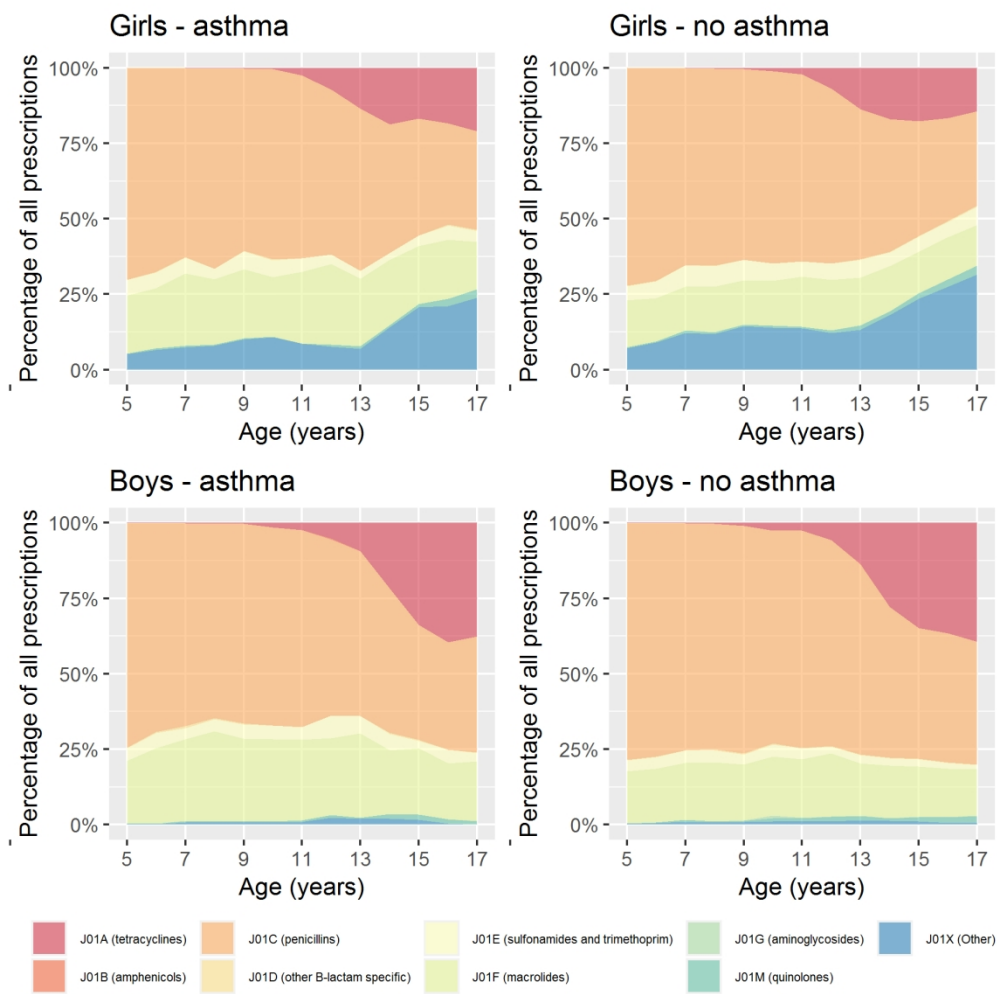 Girls - asthma
Percentage of all prescriptions
100%
75%
50%
25%
0%
5 7 9 11 13 15 17
Age (years)
Girls - no asthma
Percentage of all prescriptions
100%
75%
50%
25%
0%
5 7 9 11 13 15 17
Age (years)
Boys - asthma
Percentage of all prescriptions
100%
75%
50%
25%
0%
5 7 9 11 13 15 17
Age (years)
Boys - no asthma
Percentage of all prescriptions
100%
75%
50%
25%
0%
5 7 9 11 13 15 17
Age (years)
J01A (tetracyclines)
J01C (penicillins)
J01E (sulfonamides and trimethoprim)
J01G (aminoglycosides)
J01X (Other)
J01B (amphenicols)
J01D (other B-lactam specific)
J01F (macrolides)
J01M (quinolones)